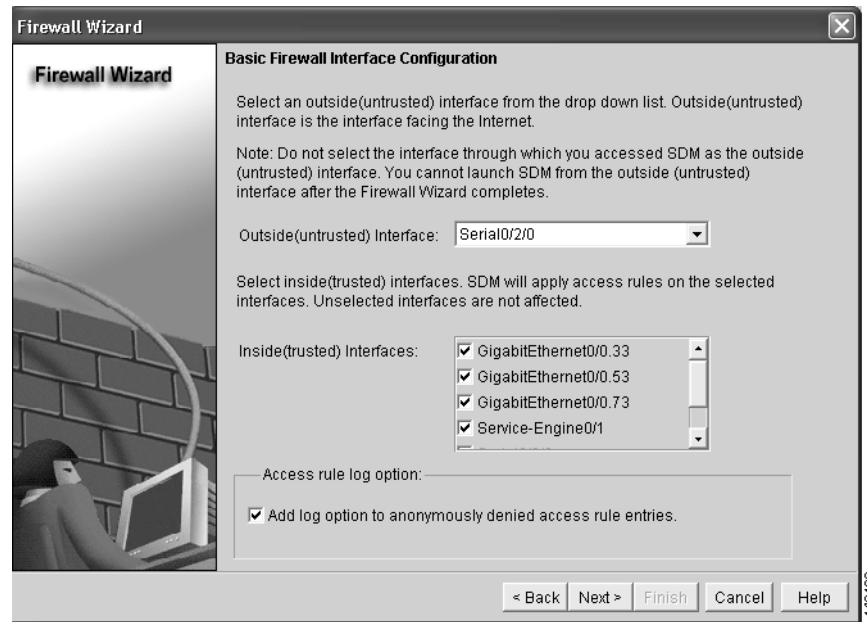 Firewall Wizard
Firewall Wizard
Basic Firewall Interface Configuration
Select an outside(untrusted) interface from the drop down list. Outside(untrusted)
interface is the interface facing the Internet.
Note: Do not select the interface through which you accessed SDM as the outside
(untrusted) interface. You cannot launch SDM from the outside (untrusted)
interface after the Firewall Wizard completes.
Outside(untrusted) Interface: Serial0/2/0
Select inside(trusted) interfaces. SDM will apply access rules on the selected
interfaces. Unselected interfaces are not affected.
Inside(trusted) Interfaces: GigabitEthernet0/0.33
GigabitEthernet0/0.53
GigabitEthernet0/0.73
Service-Engine0/1
Access rule log option:
Add log option to anonymously denied access rule entries.
< Back Next > Finish Cancel Help